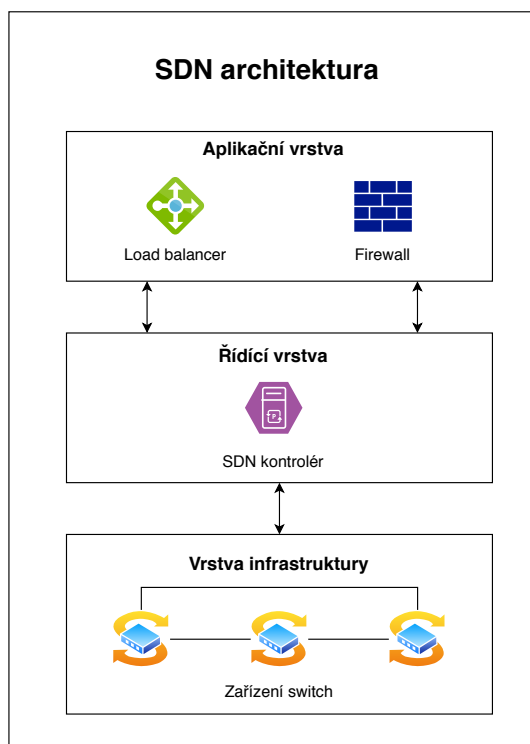 SDN architektura
Aplikační vrstva
Load balancer
Firewall
Řídící vrstva
P
SDN kontrolér
Vrstva infrastruktury
Zařízení switch